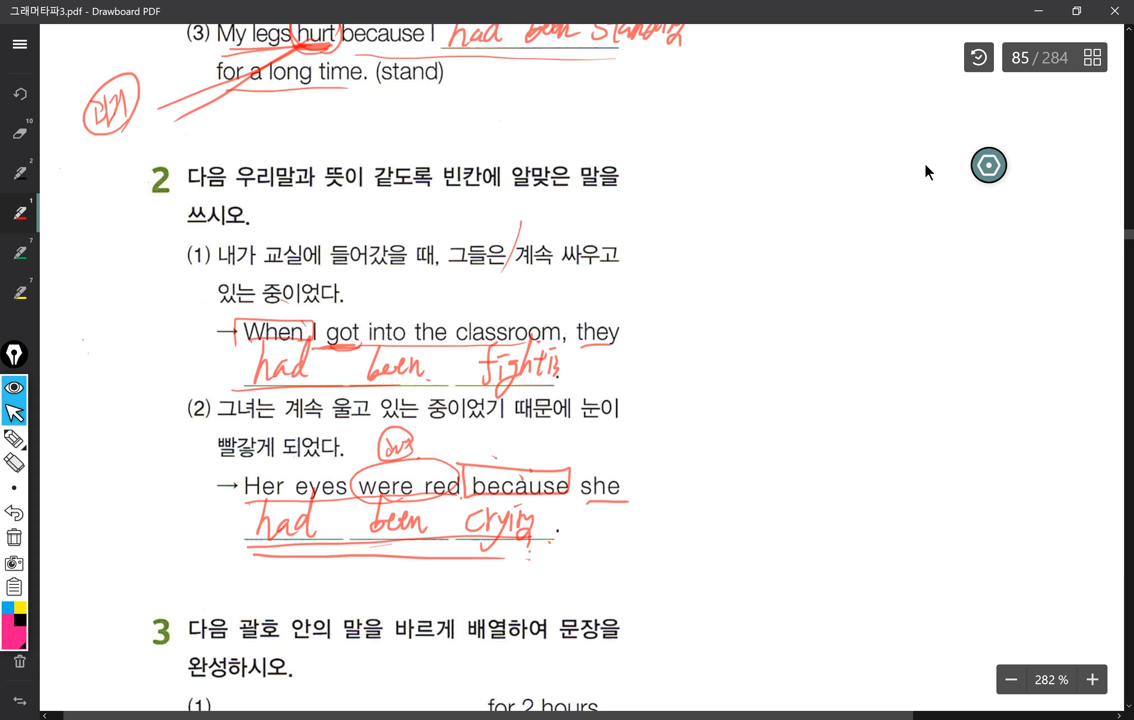 그래머타파3.pdf - Drawboard PDF
85 / 284
(3) My legs hurt because I had been standing
for a long time. (stand)
과거
2 다음 우리말과 뜻이 같도록 빈칸에 알맞은 말을
쓰시오.
(1) 내가 교실에 들어갔을 때, 그들은 계속 싸우고
있는 중이었다.
→ When I got into the classroom, they
had been fighting.
(2) 그녀는 계속 울고 있는 중이었기 때문에 눈이
빨갛게 되었다.
→ Her eyes were red because she
had been crying.
3 다음 괄호 안의 말을 바르게 배열하여 문장을
완성하시오.
(1) for 2 hours
282 %
10
2
1
7
7